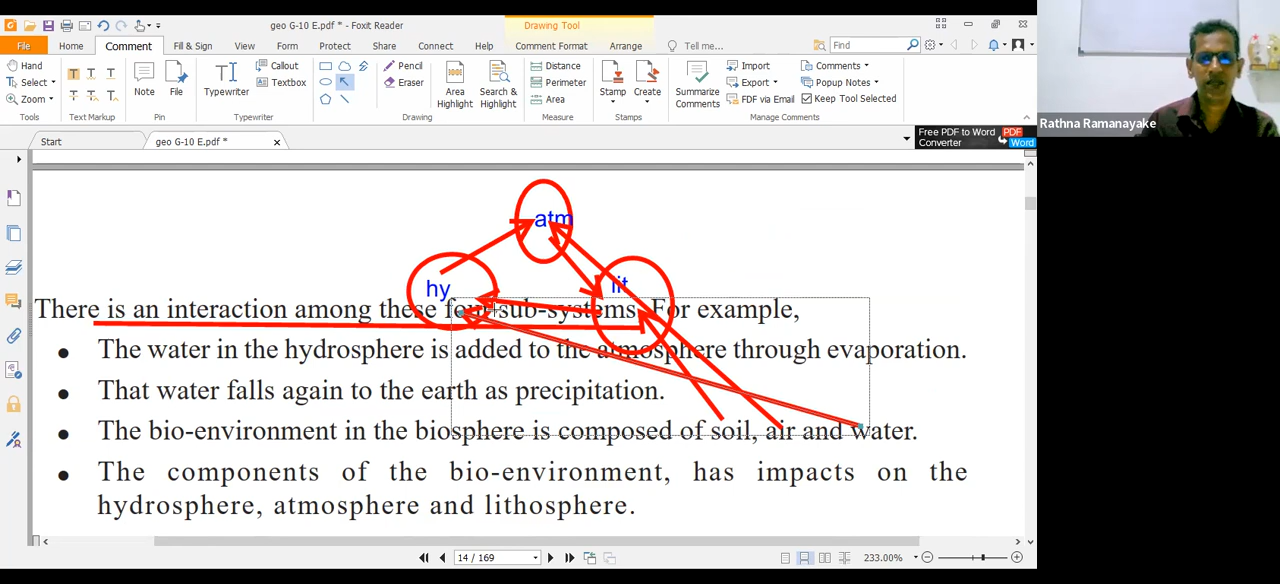 geo G-10 E.pdf * - Foxit Reader
Drawing Tool
File Home Comment Fill & Sign View Form Protect Share Connect Help Comment Format Arrange Tell me... Find
Hand
Select
Zoom
Tools
Text Markup
Note File
Pin
Typewriter
Callout
Textbox
Typewriter
Pencil
Eraser
Area Highlight
Search & Highlight
Drawing
Distance
Perimeter
Area
Measure
Stamp Create
Stamps
Summarize Comments
Import
Export
FDF via Email
Comments
Popup Notes
Keep Tool Selected
Manage Comments
Rathna Ramanayake
Start geo G-10 E.pdf *
Free PDF to Word Converter PDF Word
atm
hy
lit
There is an interaction among these four sub-systems. For example,
● The water in the hydrosphere is added to the atmosphere through evaporation.
● That water falls again to the earth as precipitation.
● The bio-environment in the biosphere is composed of soil, air and water.
● The components of the bio-environment, has impacts on the
hydrosphere, atmosphere and lithosphere.
14 / 169
233.00%